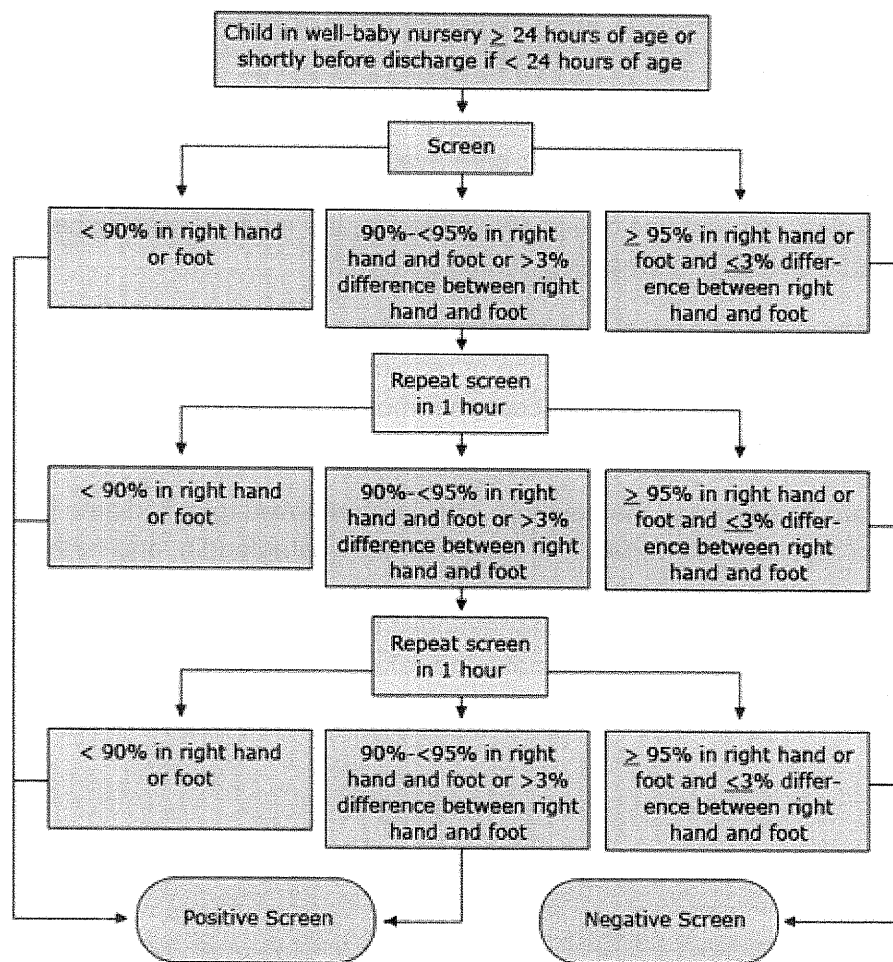 Child in well-baby nursery ≥ 24 hours of age or
shortly before discharge if < 24 hours of age
Screen
< 90% in right hand
or foot
90%-<95% in right
hand and foot or >3%
difference between right
hand and foot
≥ 95% in right hand or
foot and ≤3% differ-
ence between right
hand and foot
Repeat screen
in 1 hour
< 90% in right hand
or foot
90%-<95% in right
hand and foot or >3%
difference between right
hand and foot
≥ 95% in right hand or
foot and ≤3% differ-
ence between right
hand and foot
Repeat screen
in 1 hour
< 90% in right hand
or foot
90%-<95% in right
hand and foot or >3%
difference between right
hand and foot
≥ 95% in right hand or
foot and ≤3% differ-
ence between right
hand and foot
Positive Screen
Negative Screen